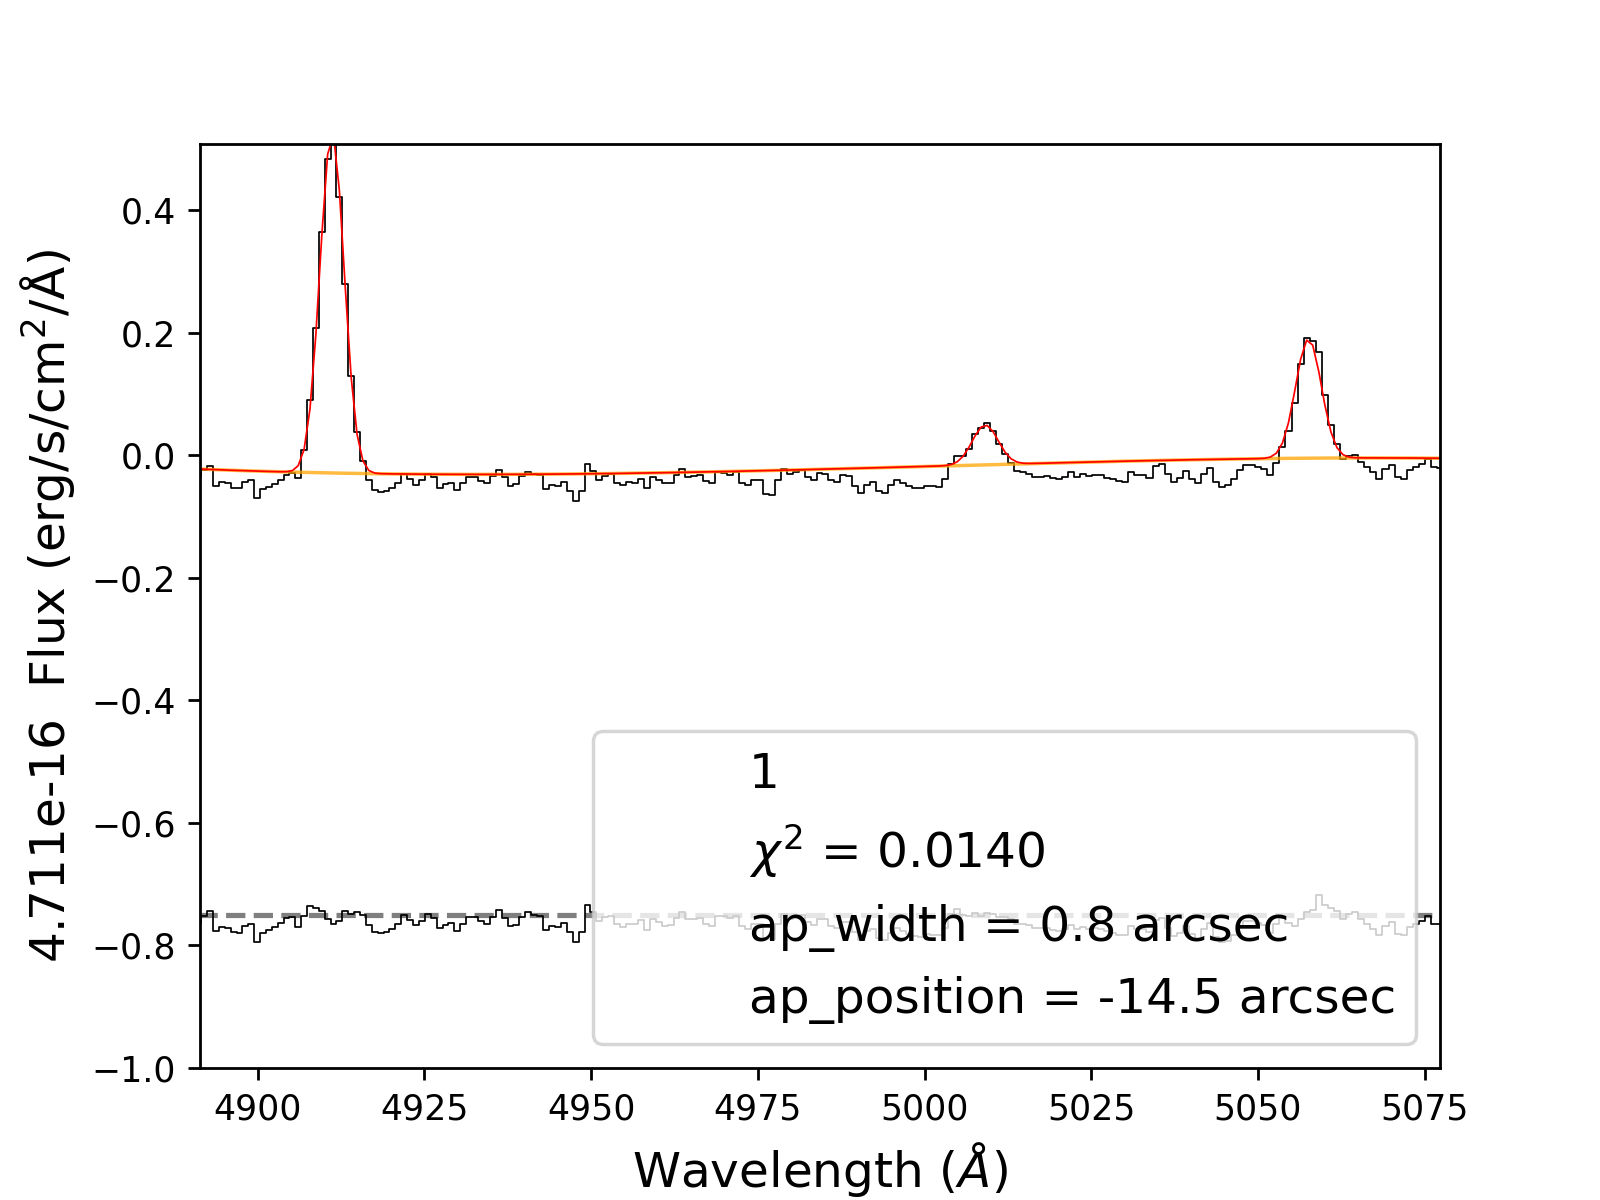 4.711e-16 Flux (erg/s/cm²/Å)
0.4
0.2
0.0
−0.2
−0.4
−0.6
−0.8
−1.0
1
χ² = 0.0140
ap_width = 0.8 arcsec
ap_position = -14.5 arcsec
4900 4925 4950 4975 5000 5025 5050 5075
Wavelength (Å)